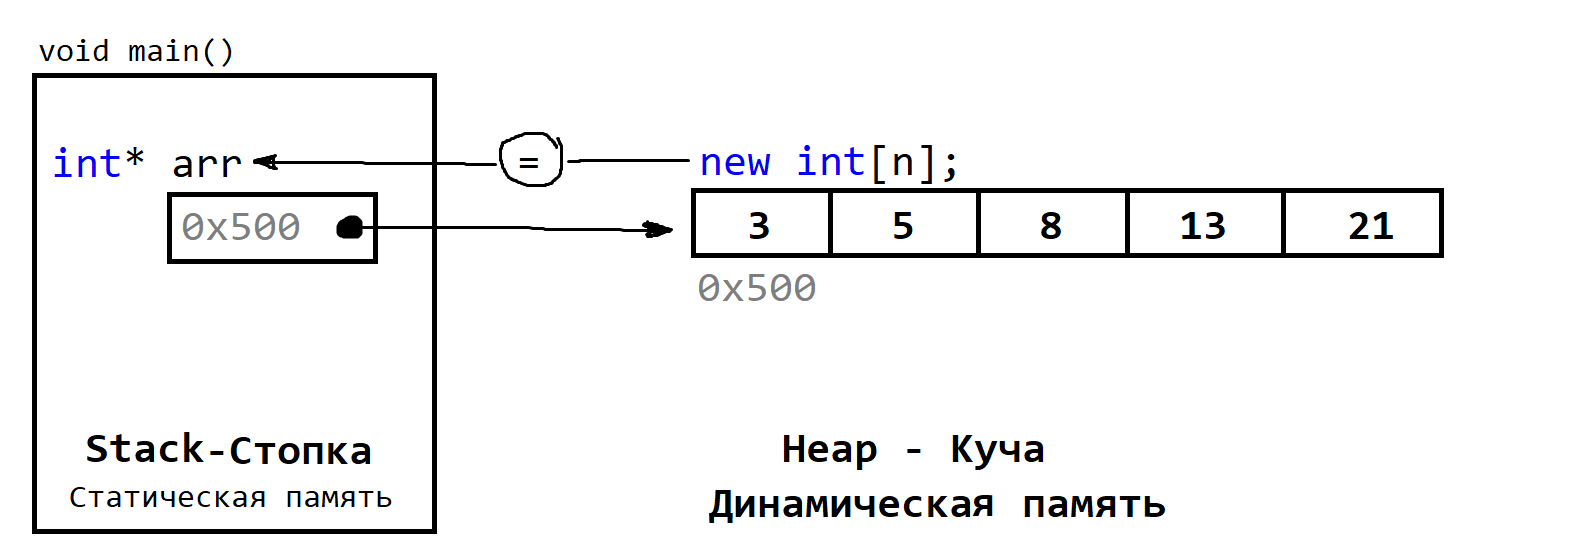 void main()
int* arr = new int[n];
0x500 3 5 8 13 21
0x500
Stack-Стопка Heap - Куча
Статическая память Динамическая память